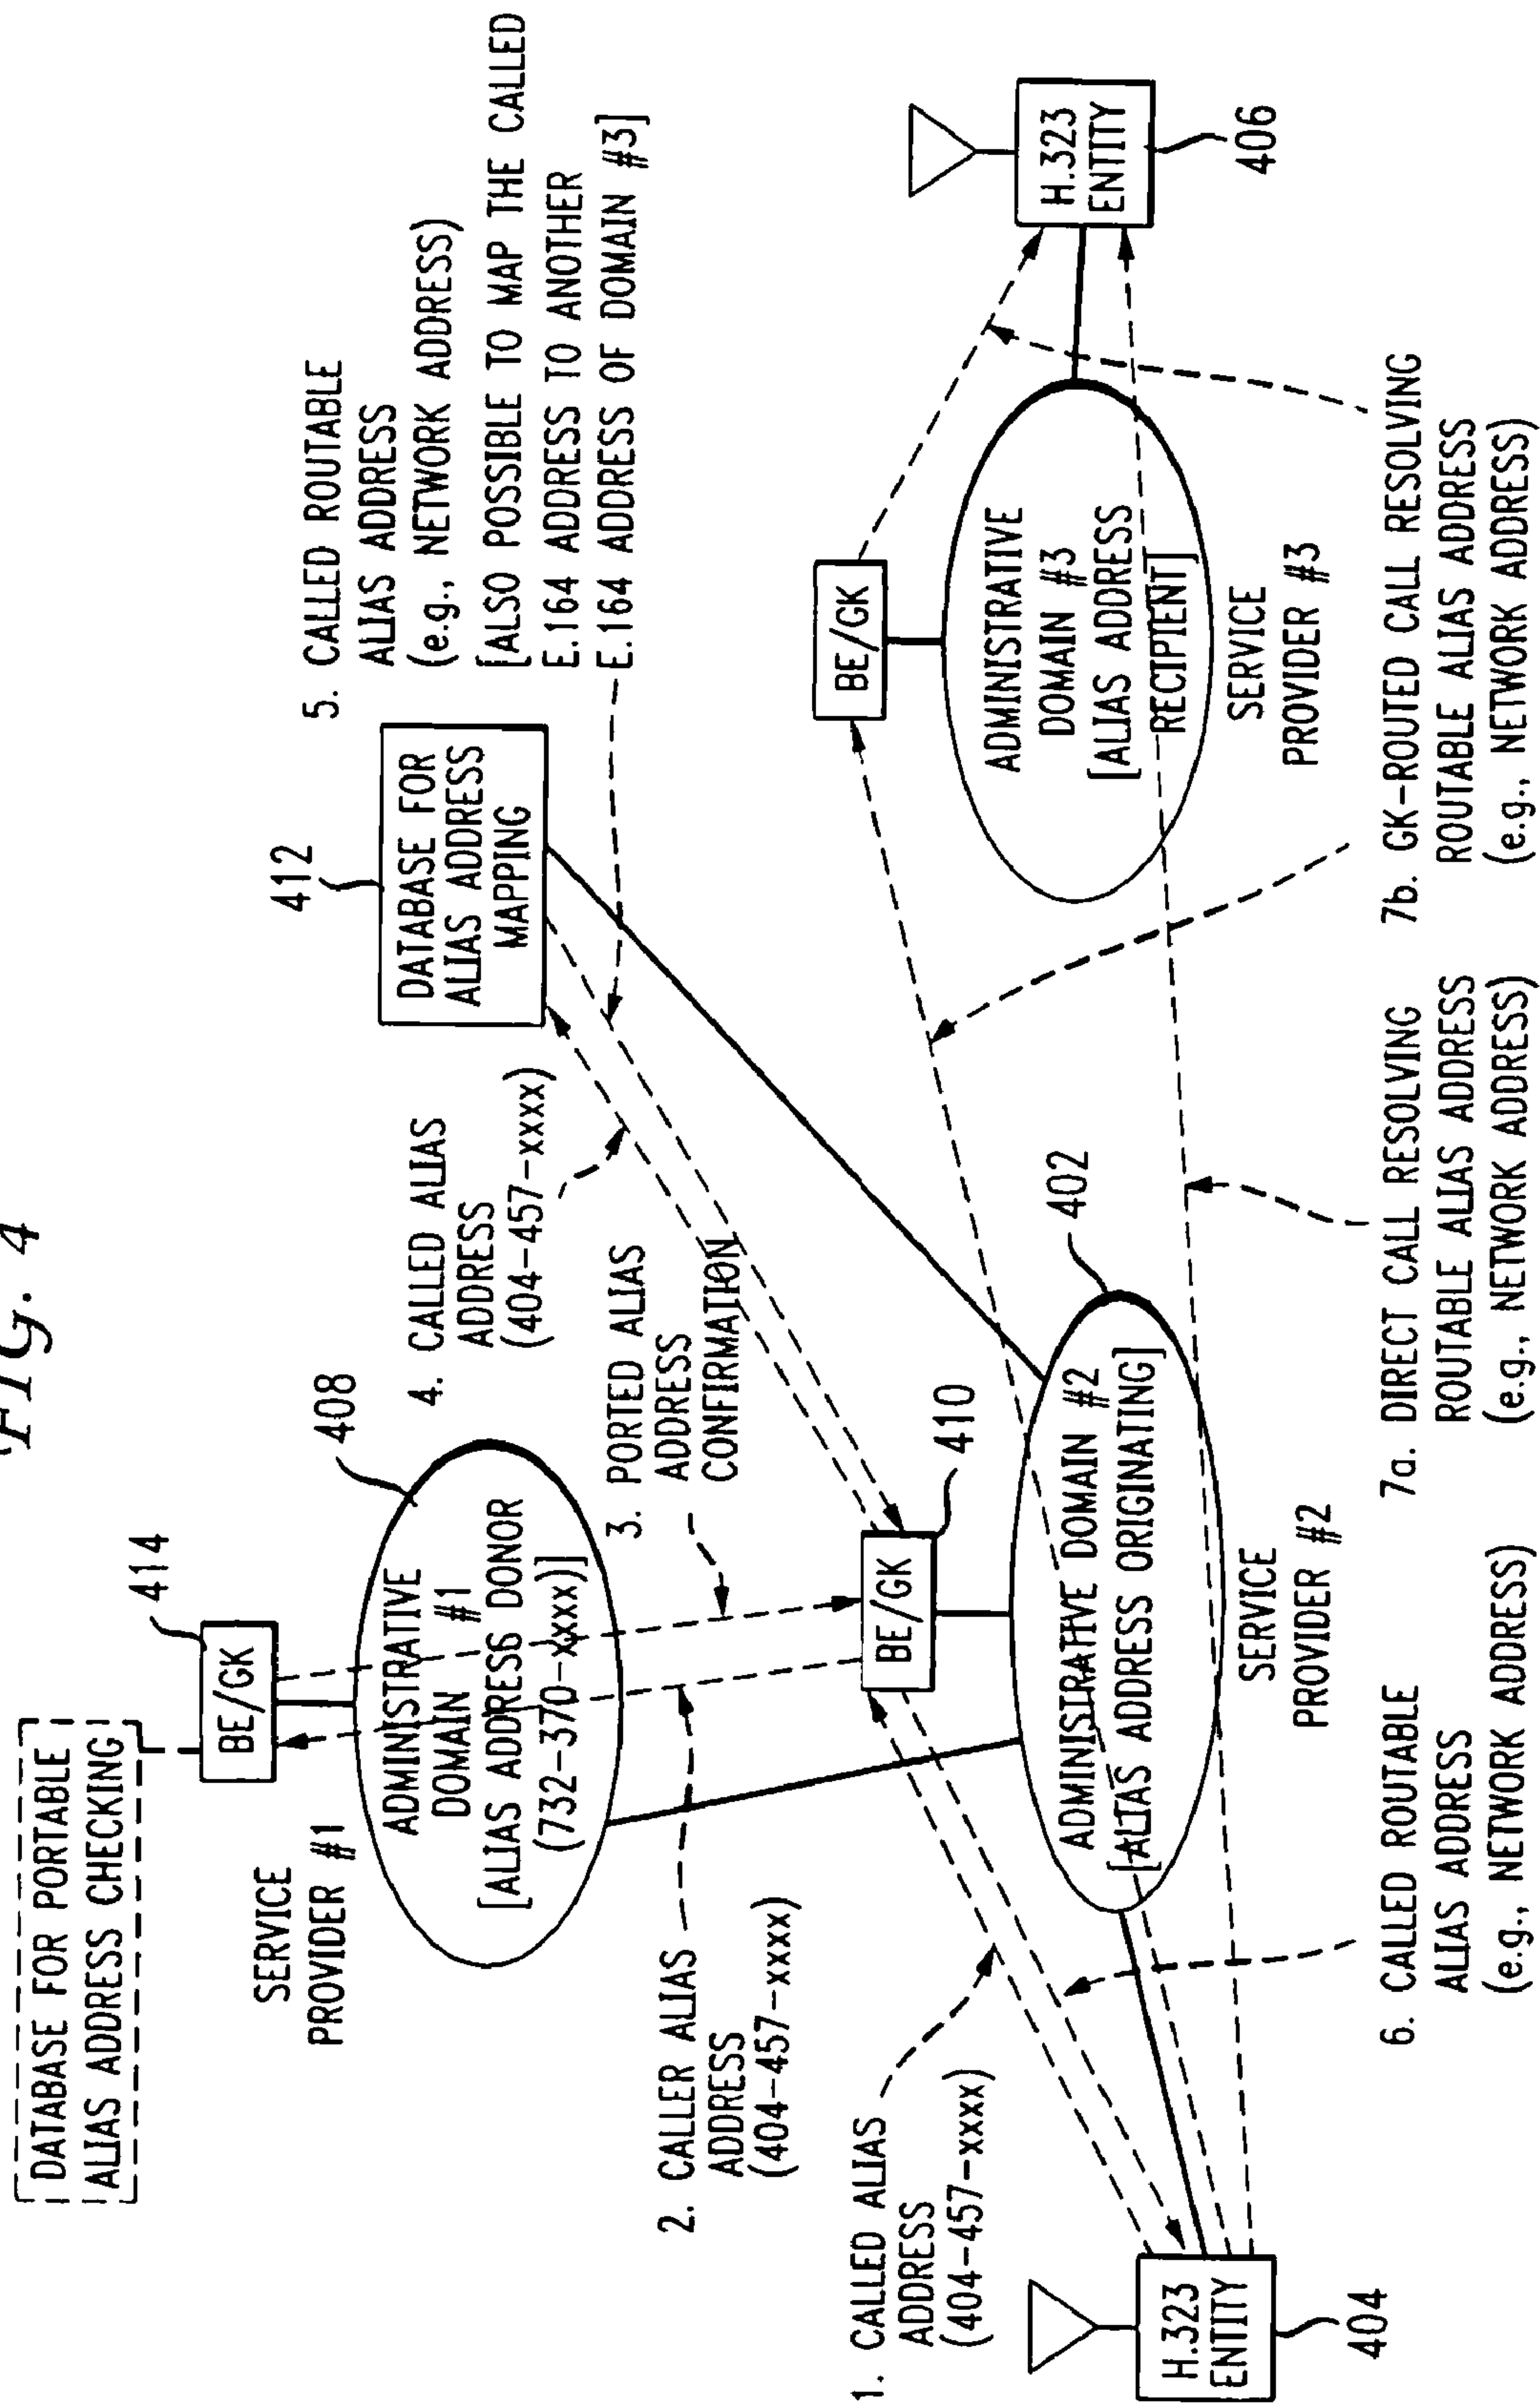 FIG. 4
DATABASE FOR PORTABLE
ALIAS ADDRESS CHECKING
414
BE/GK
SERVICE
PROVIDER #1
408
ADMINISTRATIVE
DOMAIN
#1
[ALIAS ADDRESS DONOR
(732-370-xxxx)]
412
DATABASE FOR
ALIAS ADDRESS
MAPPING
5. CALLED ROUTABLE
ALIAS ADDRESS
(e.g., NETWORK ADDRESS)
[ALSO POSSIBLE TO MAP THE CALLED
E.164 ADDRESS TO ANOTHER
E.164 ADDRESS OF DOMAIN #3]
4. CALLED ALIAS
ADDRESS
(404-457-xxxx)
3. PORTED ALIAS
ADDRESS
CONFIRMATION
2. CALLER ALIAS
ADDRESS
(404-457-xxxx)
1. CALLED ALIAS
ADDRESS
(404-457-xxxx)
BE/GK
410
402
ADMINISTRATIVE DOMAIN #2
[ALIAS ADDRESS ORIGINATING]
SERVICE
PROVIDER #2
BE/GK
ADMINISTRATIVE
DOMAIN #3
[ALIAS ADDRESS
RECIPIENT]
SERVICE
PROVIDER #3
H.323
ENTITY
404
H.323
ENTITY
406
6. CALLED ROUTABLE
ALIAS ADDRESS
(e.g., NETWORK ADDRESS)
7a. DIRECT CALL RESOLVING
ROUTABLE ALIAS ADDRESS
(e.g., NETWORK ADDRESS)
7b. GK-ROUTED CALL RESOLVING
ROUTABLE ALIAS ADDRESS
(e.g., NETWORK ADDRESS)